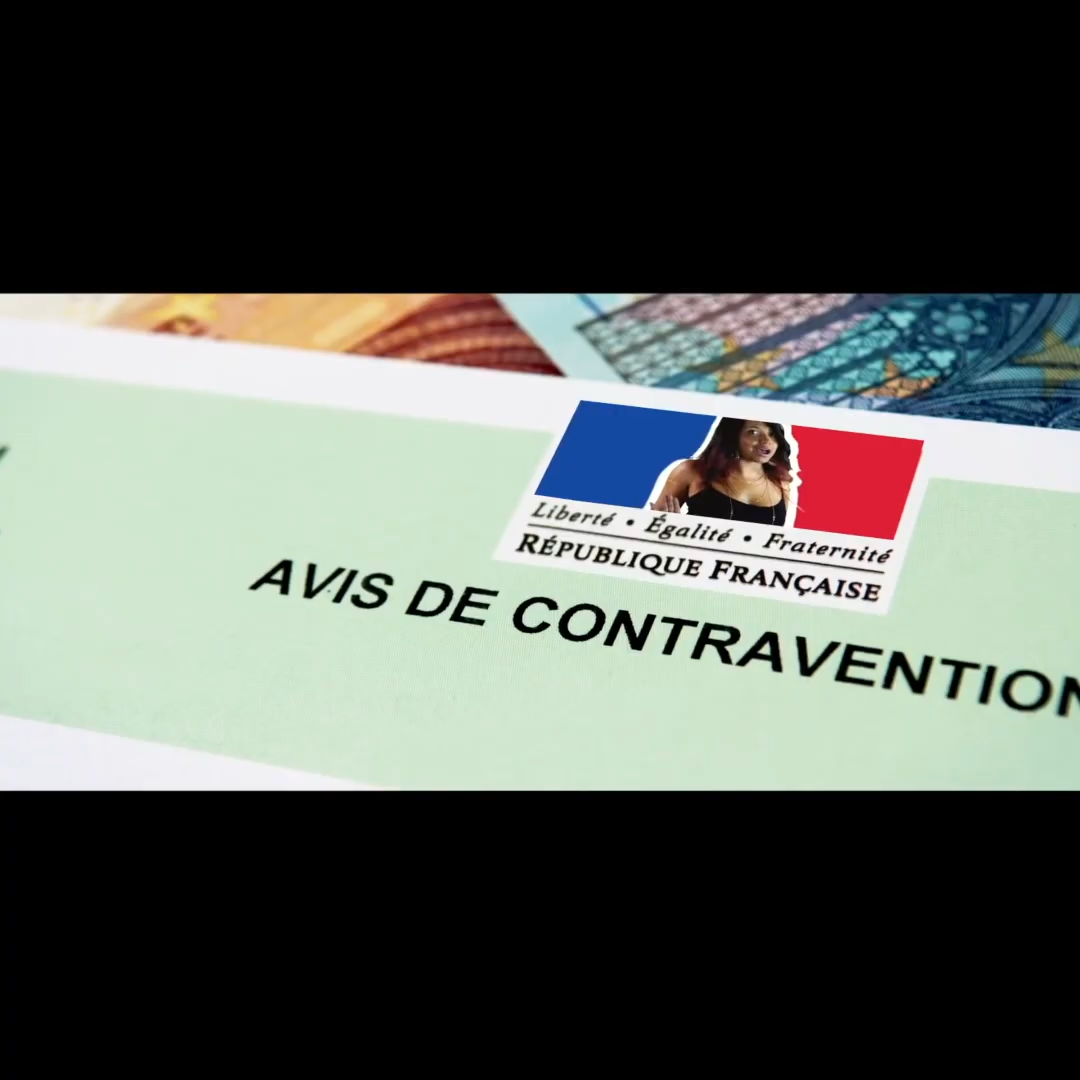 Liberté • Égalité • Fraternité
RÉPUBLIQUE FRANÇAISE
AVIS DE CONTRAVENTION